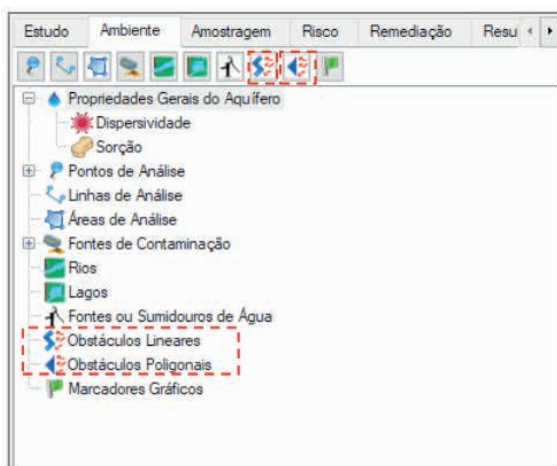 Estudo Ambiente Amostragem Risco Remediação Resu
Propriedades Gerais do Aquífero
Dispersividade
Sorção
Pontos de Análise
Linhas de Análise
Áreas de Análise
Fontes de Contaminação
Rios
Lagos
Fontes ou Sumidouros de Água
Obstáculos Lineares
Obstáculos Poligonais
Marcadores Gráficos